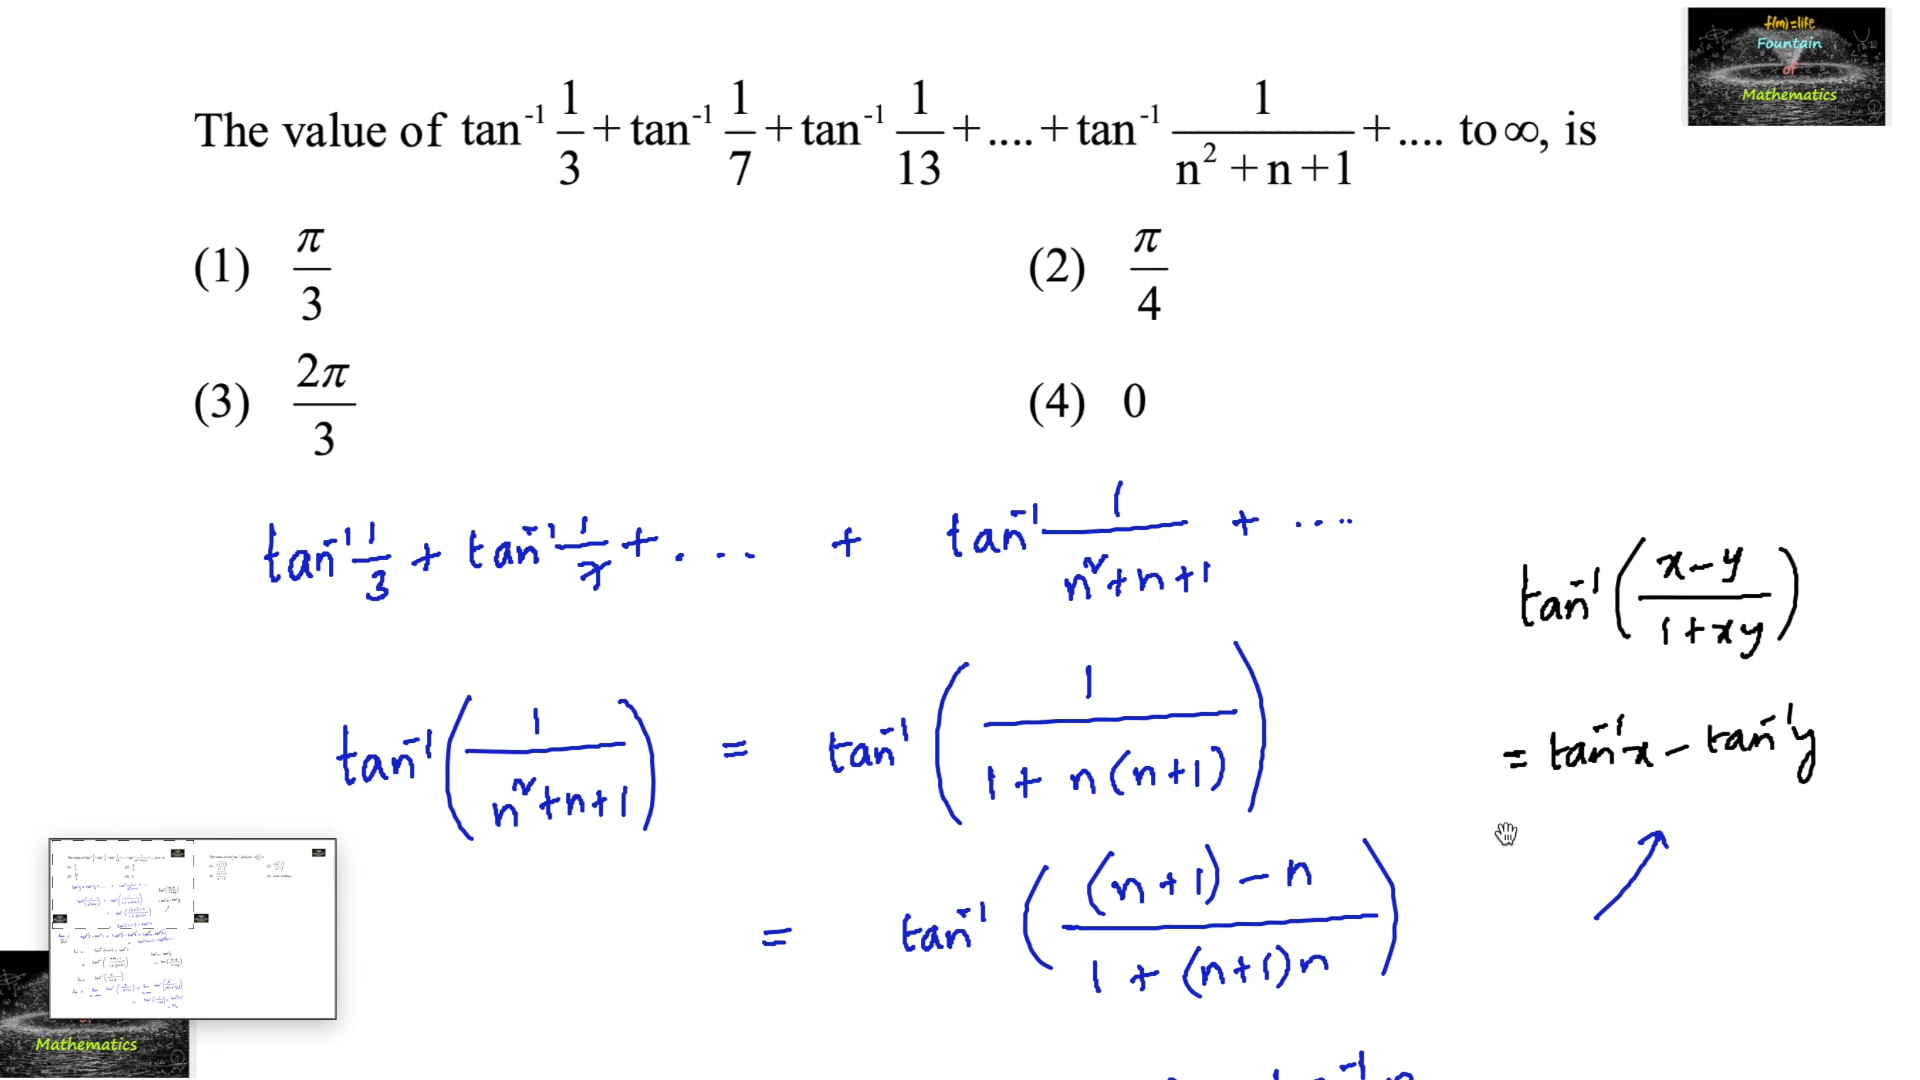 f(m)=life
Fountain
of
Mathematics
The value of tan⁻¹ 1/3 + tan⁻¹ 1/7 + tan⁻¹ 1/13 + .... + tan⁻¹ 1/(n² + n + 1) + .... to ∞, is
(1) π/3 (2) π/4
(3) 2π/3 (4) 0
tan⁻¹ 1/3 + tan⁻¹ 1/7 + . ... + tan⁻¹ 1/(n² + n + 1) + ....
tan⁻¹((x − y)/(1 + xy))
= tan⁻¹x − tan⁻¹y
tan⁻¹(1/(n² + n + 1)) = tan⁻¹(1/(1 + n(n+1)))
= tan⁻¹(((n+1) − n)/(1 + (n+1)n))
Mathematics